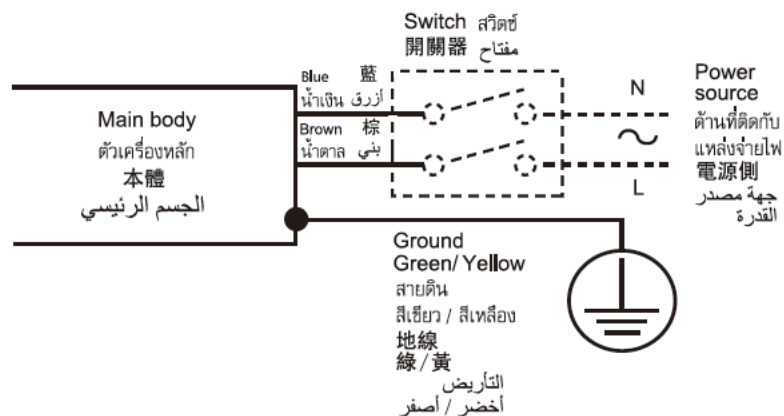 Switch สวิตซ์
開關器 مفتاح
Blue 藍
น้ำเงิน أزرق
Brown 棕
น้ำตาล بني
N
L
Power
source
ด้านที่ติดกับ
แหล่งจ่ายไฟ
電源側
جهة مصدر
القدرة
Main body
ตัวเครื่องหลัก
本體
الجسم الرئيسي
Ground
Green/ Yellow
สายดิน
สีเขียว / สีเหลือง
地線
綠/黃
التأريض
أخضر / أصفر